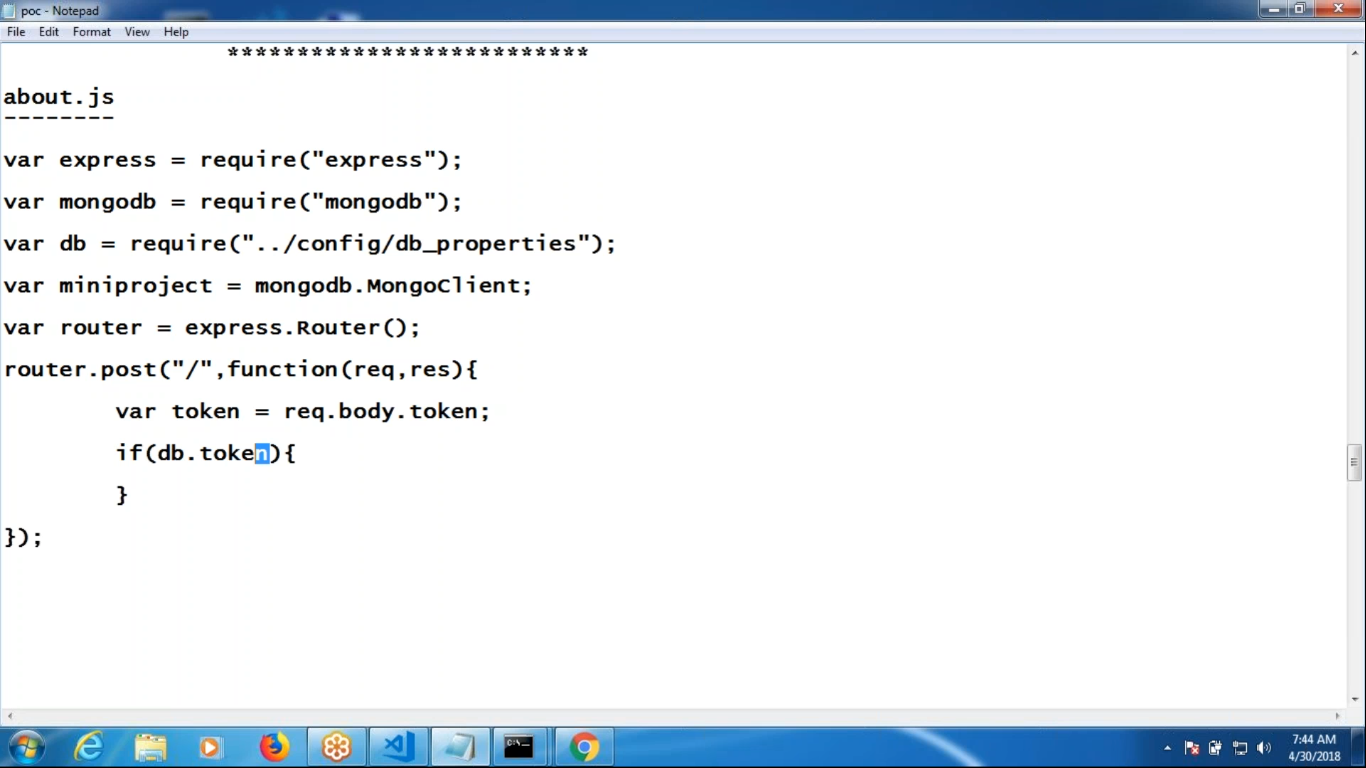 poc - Notepad
File Edit Format View Help
**************************
about.js
--------
var express = require("express");
var mongodb = require("mongodb");
var db = require("../config/db_properties");
var miniproject = mongodb.MongoClient;
var router = express.Router();
router.post("/",function(req,res){
var token = req.body.token;
if(db.token){
}
});
7:44 AM
4/30/2018